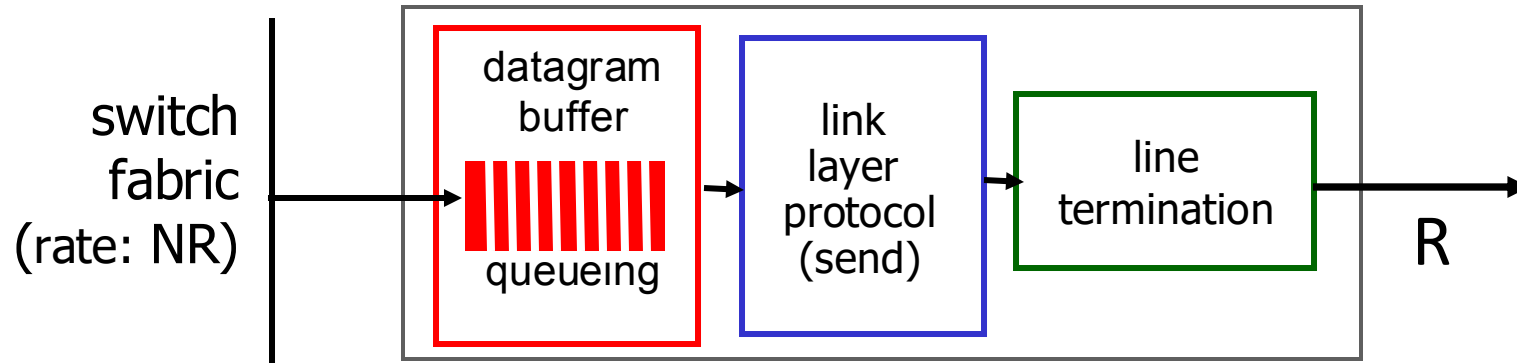 switch
fabric
(rate: NR)
datagram
buffer
queueing
link
layer
protocol
(send)
line
termination
R